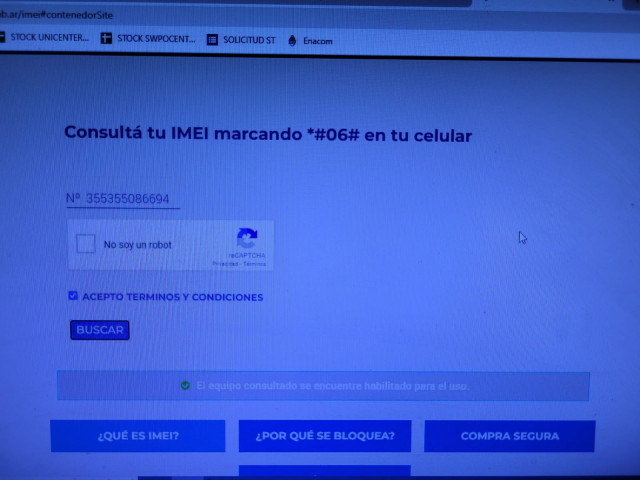 b.ar/imei#contenedorSite
STOCK UNICENTER... STOCK SWPOCENT... SOLICITUD ST Enacom
Consultá tu IMEI marcando *#06# en tu celular
Nº 355355086694
No soy un robot
reCAPTCHA
Privacidad - Términos
ACEPTO TERMINOS Y CONDICIONES
BUSCAR
El equipo consultado se encuentra habilitado para el uso.
¿QUÉ ES IMEI? ¿POR QUÉ SE BLOQUEA? COMPRA SEGURA